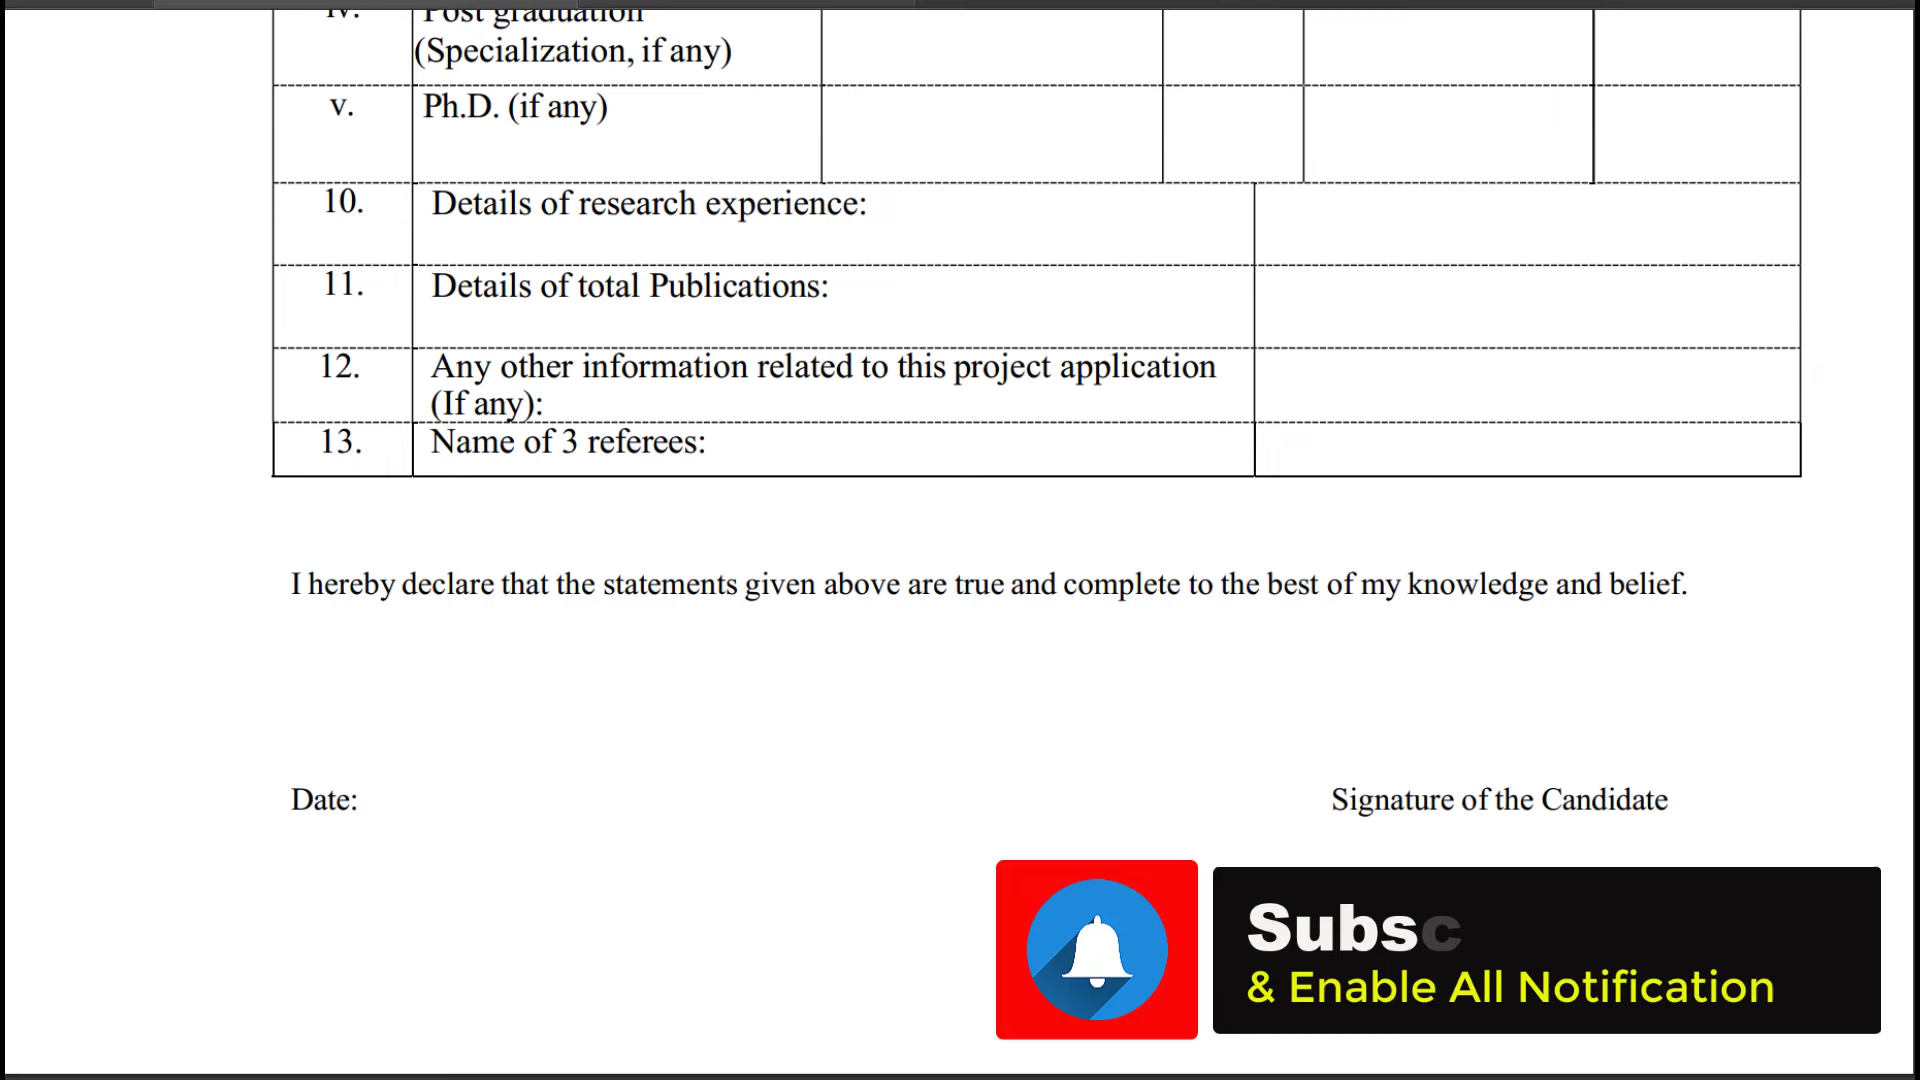 iv. Post graduation
(Specialization, if any)
v. Ph.D. (if any)
10. Details of research experience:
11. Details of total Publications:
12. Any other information related to this project application
(If any):
13. Name of 3 referees:
I hereby declare that the statements given above are true and complete to the best of my knowledge and belief.
Date: Signature of the Candidate
Subsc
& Enable All Notification